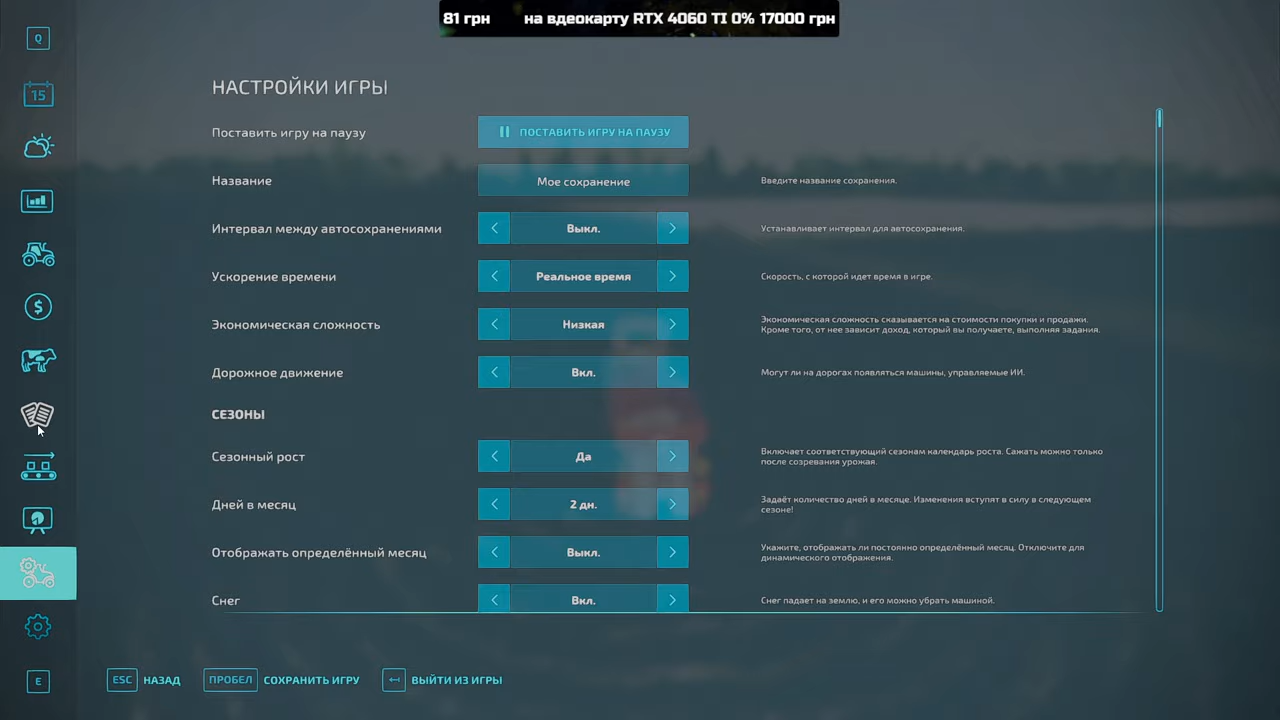 81 грн на вдеокарту RTX 4060 TI 0% 17000 грн
Q
15
$
E
НАСТРОЙКИ ИГРЫ
Поставить игру на паузу
ПОСТАВИТЬ ИГРУ НА ПАУЗУ
Название
Мое сохранение
Введите название сохранения.
Интервал между автосохранениями
Выкл.
Устанавливает интервал для автосохранения.
Ускорение времени
Реальное время
Скорость, с которой идет время в игре.
Экономическая сложность
Низкая
Экономическая сложность сказывается на стоимости покупки и продажи.
Кроме того, от нее зависит доход, который вы получаете, выполняя задания.
Дорожное движение
Вкл.
Могут ли на дорогах появляться машины, управляемые ИИ.
СЕЗОНЫ
Сезонный рост
Да
Включает соответствующий сезонам календарь роста. Сажать можно только
после созревания урожая.
Дней в месяц
2 дн.
Задаёт количество дней в месяце. Изменения вступят в силу в следующем
сезоне!
Отображать определённый месяц
Выкл.
Укажите, отображать ли постоянно определённый месяц. Отключите для
динамического отображения.
Снег
Вкл.
Снег падает на землю, и его можно убрать машиной.
ESC НАЗАД
ПРОБЕЛ СОХРАНИТЬ ИГРУ
ВЫЙТИ ИЗ ИГРЫ